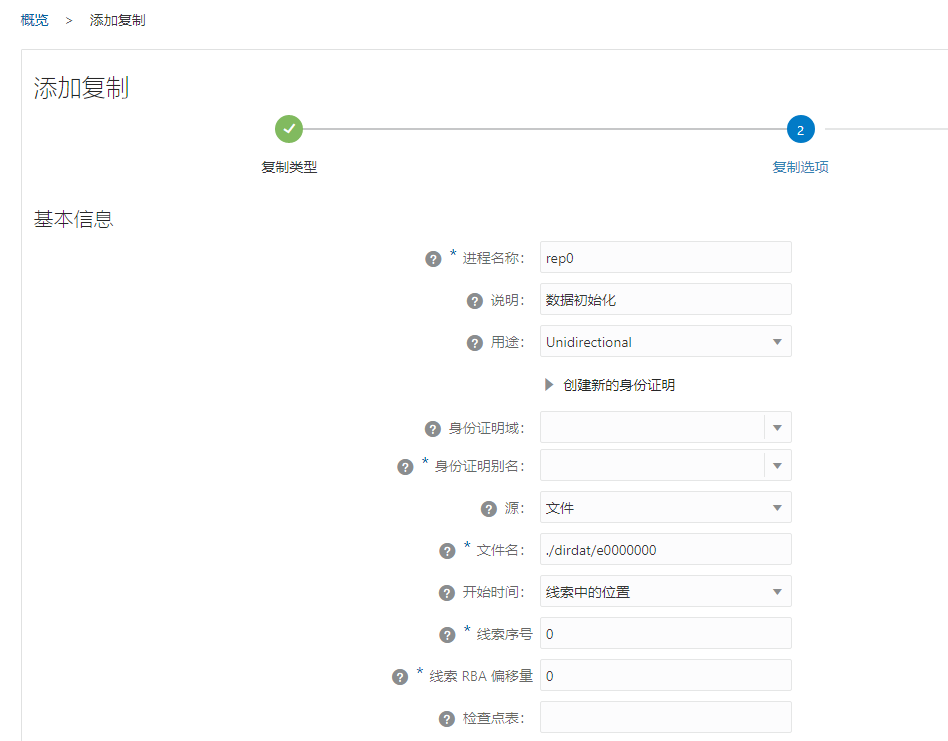 概览 > 添加复制
添加复制
✓ 2
复制类型 复制选项
基本信息
? * 进程名称: rep0
? 说明: 数据初始化
? 用途: Unidirectional
创建新的身份证明
? 身份证明域:
? * 身份证明别名:
? 源: 文件
? * 文件名: ./dirdat/e0000000
? 开始时间: 线索中的位置
? * 线索序号 0
? * 线索 RBA 偏移量 0
? 检查点表: